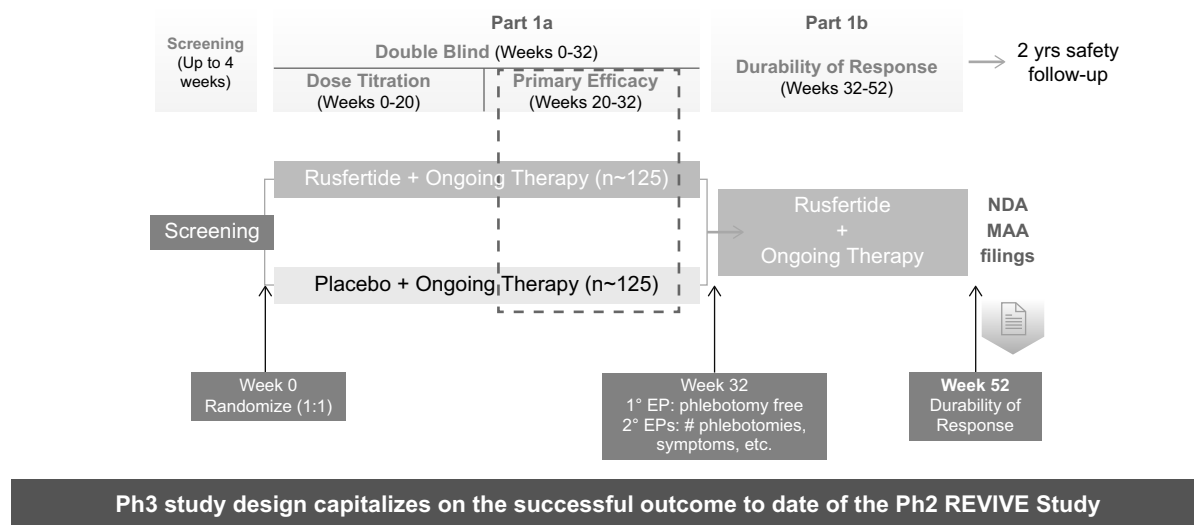 Screening
(Up to 4
weeks)
Part 1a
Double Blind (Weeks 0-32)
Dose Titration
(Weeks 0-20)
Primary Efficacy
(Weeks 20-32)
Part 1b
Durability of Response
(Weeks 32-52)
2 yrs safety
follow-up
Screening
Rusfertide + Ongoing Therapy (n~125)
Placebo + Ongoing Therapy (n~125)
Rusfertide
+
Ongoing Therapy
NDA
MAA
filings
Week 0
Randomize (1:1)
Week 32
1° EP: phlebotomy free
2° EPs: # phlebotomies,
symptoms, etc.
Week 52
Durability of
Response
Ph3 study design capitalizes on the successful outcome to date of the Ph2 REVIVE Study